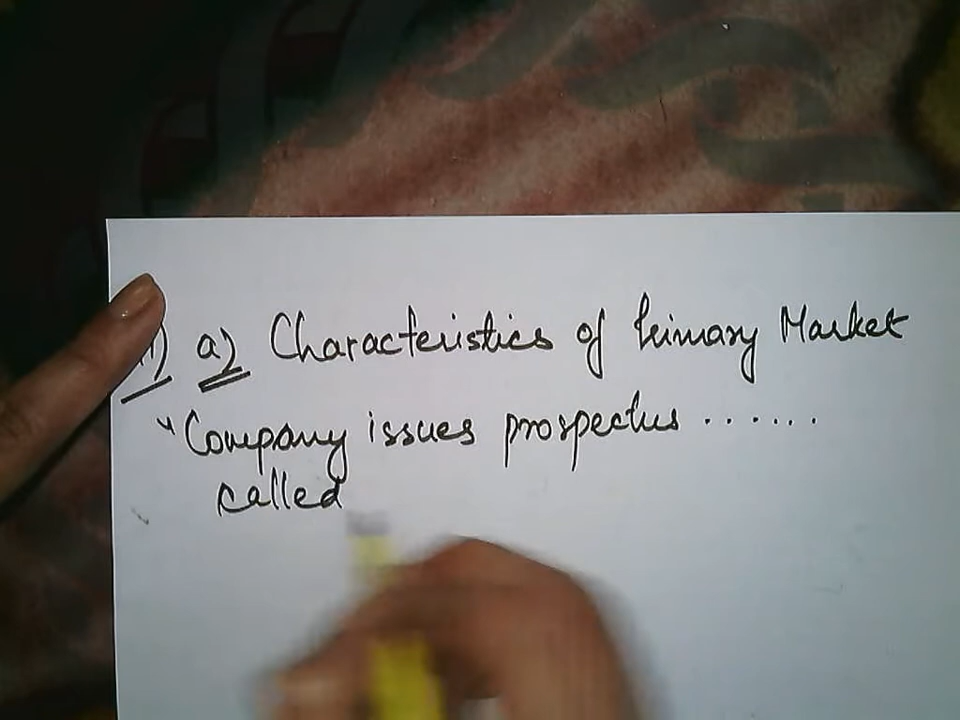 a) Characteristics of Primary Market
"Company issues prospectus .......
called